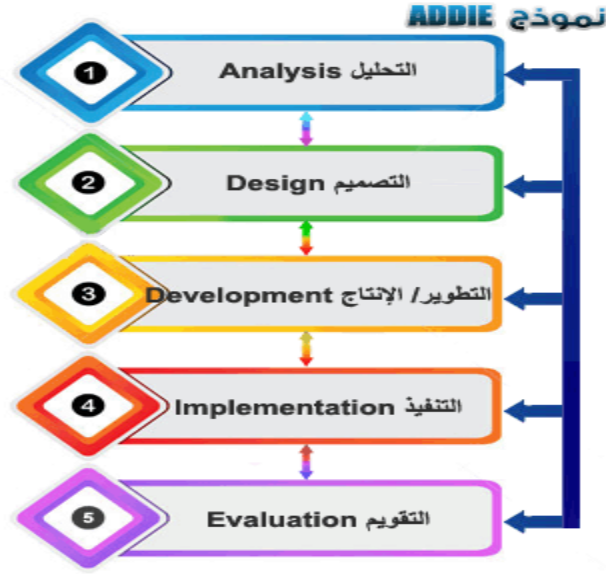 نموذج ADDIE
1
التحليل Analysis
2
التصميم Design
3
التطوير/ الإنتاج Development
4
التنفيذ Implementation
5
التقويم Evaluation